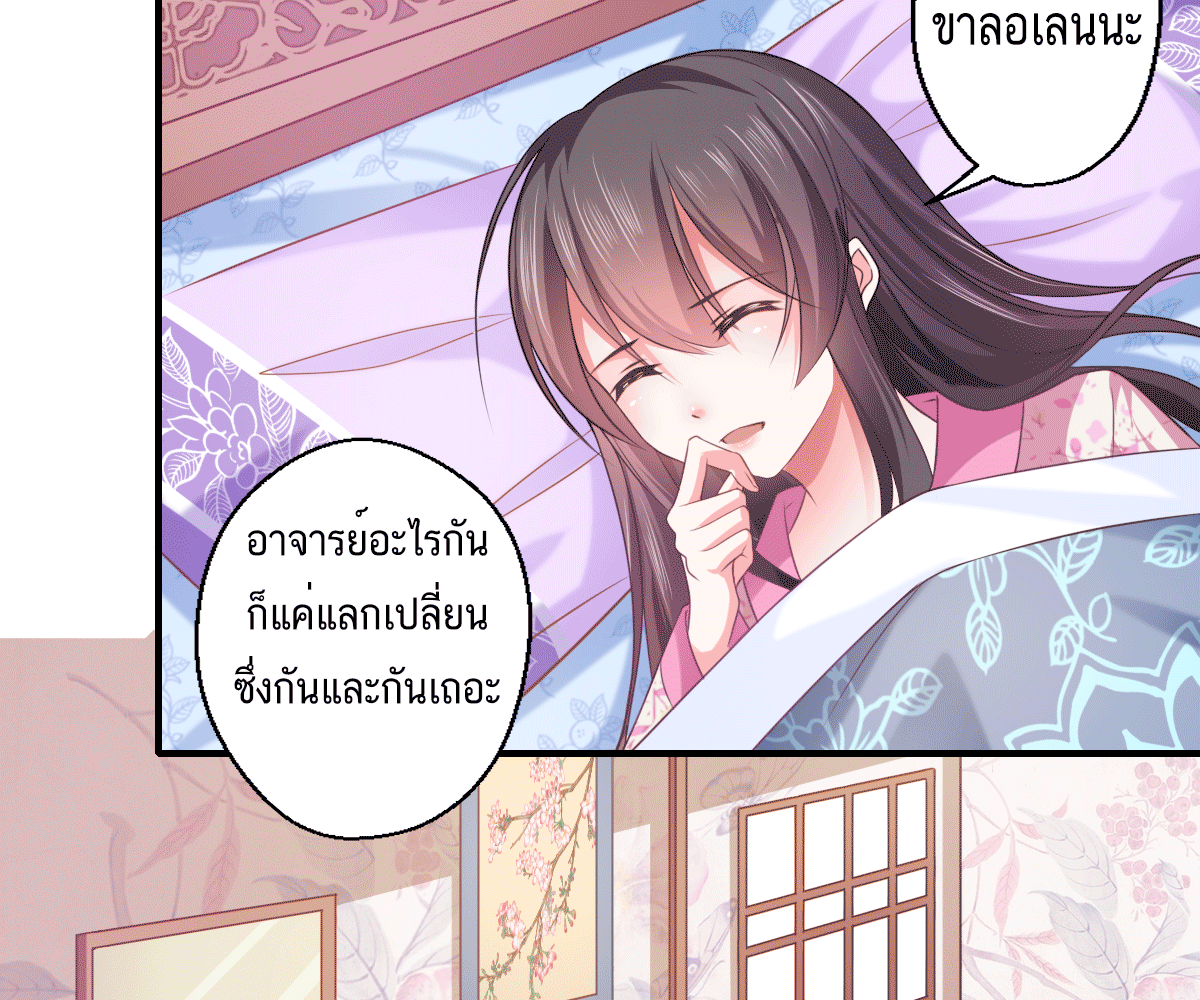 ขาลอเลนนะ
อาจารย์อะไรกัน
ก็แค่แลกเปลี่ยน
ซึ่งกันและกันเถอะ